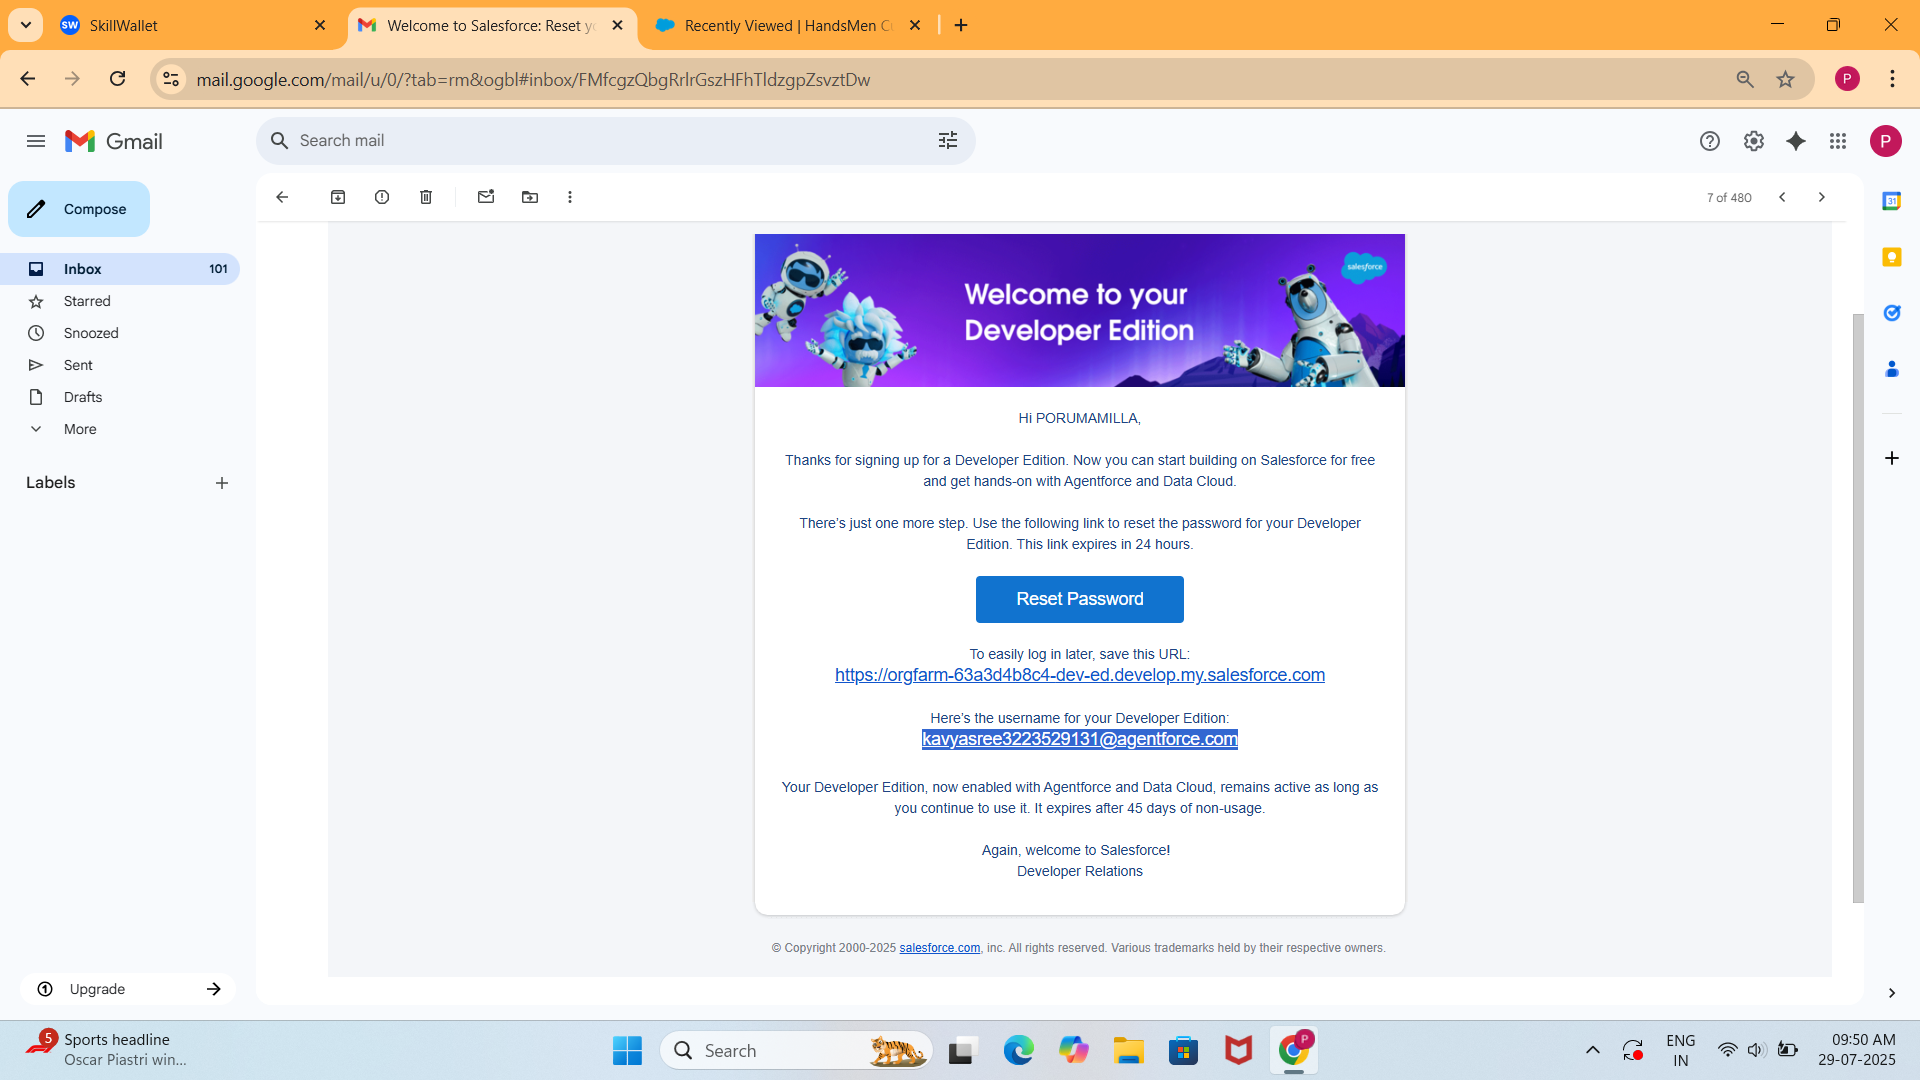 SkillWallet
Welcome to Salesforce: Reset yo
Recently Viewed | HandsMen C
mail.google.com/mail/u/0/?tab=rm&ogbl#inbox/FMfcgzQbgRrlrGszHFhTldzgpZsvztDw
P
Gmail
Search mail
P
Compose
7 of 480
Inbox 101
Starred
Snoozed
Sent
Drafts
More
Labels
salesforce
Welcome to your
Developer Edition
Hi PORUMAMILLA,
Thanks for signing up for a Developer Edition. Now you can start building on Salesforce for free
and get hands-on with Agentforce and Data Cloud.
There’s just one more step. Use the following link to reset the password for your Developer
Edition. This link expires in 24 hours.
Reset Password
To easily log in later, save this URL:
https://orgfarm-63a3d4b8c4-dev-ed.develop.my.salesforce.com
Here’s the username for your Developer Edition:
kavyasree3223529131@agentforce.com
Your Developer Edition, now enabled with Agentforce and Data Cloud, remains active as long as
you continue to use it. It expires after 45 days of non-usage.
Again, welcome to Salesforce!
Developer Relations
© Copyright 2000-2025 salesforce.com, inc. All rights reserved. Various trademarks held by their respective owners.
Upgrade
5
Sports headline
Oscar Piastri win...
Search
P
ENG
IN
09:50 AM
29-07-2025